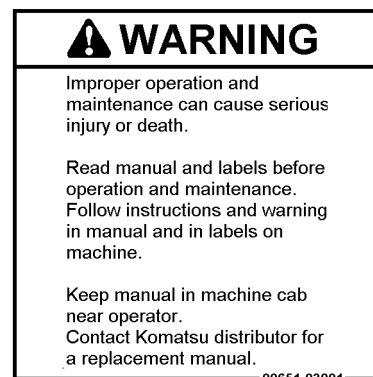 WARNING
Improper operation and
maintenance can cause serious
injury or death.
Read manual and labels before
operation and maintenance.
Follow instructions and warning
in manual and in labels on
machine.
Keep manual in machine cab
near operator.
Contact Komatsu distributor for
a replacement manual.